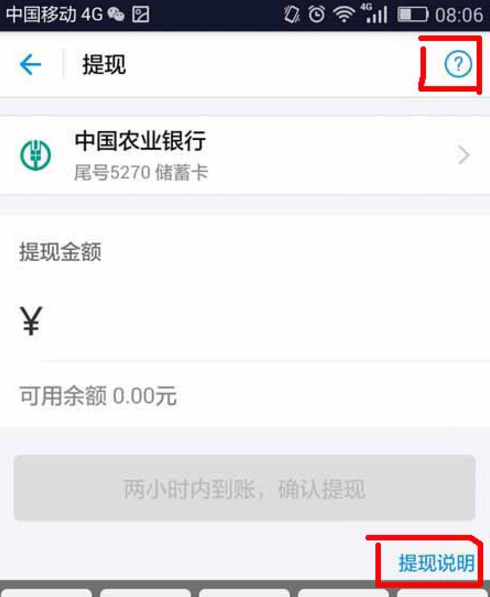 中国移动 4G 4G 08:06
提现 ?
中国农业银行
尾号5270 储蓄卡
提现金额
¥
可用余额 0.00元
两小时内到账，确认提现
提现说明